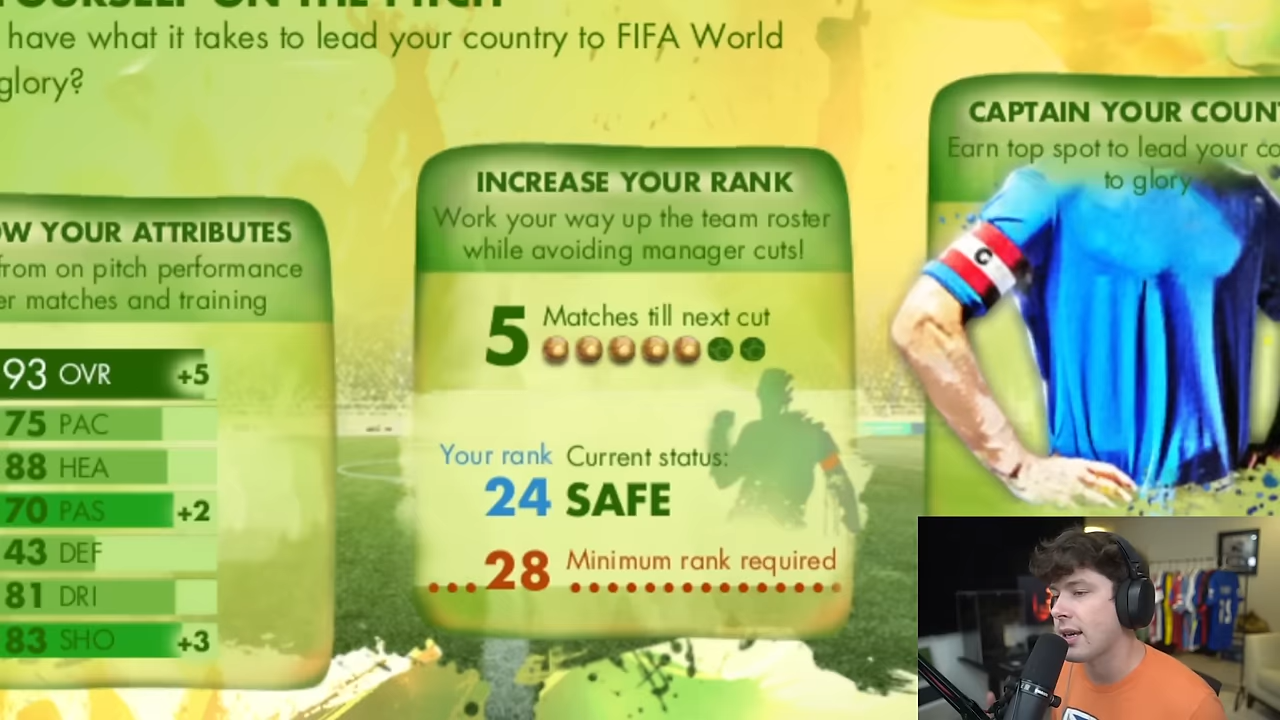 have what it takes to lead your country to FIFA World
glory?
OW YOUR ATTRIBUTES
from on pitch performance
er matches and training
93 OVR +5
75 PAC
88 HEA
70 PAS +2
43 DEF
81 DRI
83 SHO +3
INCREASE YOUR RANK
Work your way up the team roster
while avoiding manager cuts!
5 Matches till next cut
Your rank Current status:
24 SAFE
28 Minimum rank required
CAPTAIN YOUR COUN
Earn top spot to lead your co
to glory
C